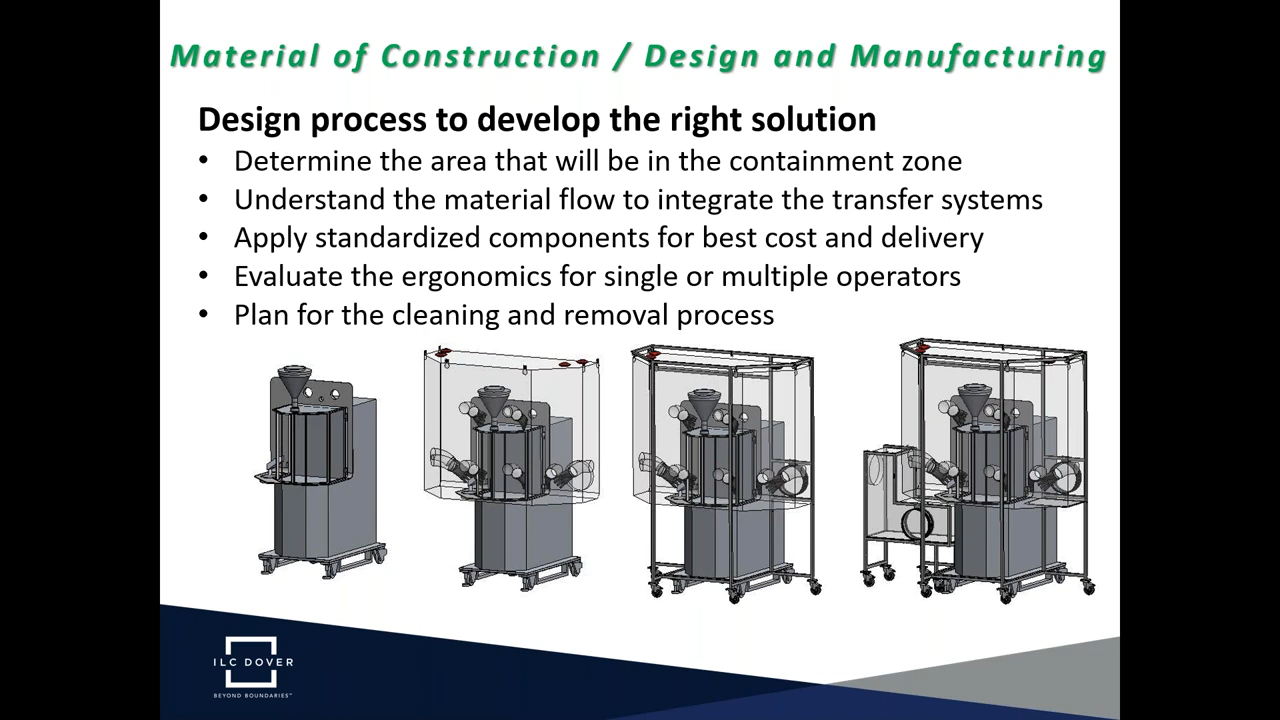 Material of Construction / Design and Manufacturing
Design process to develop the right solution
• Determine the area that will be in the containment zone
• Understand the material flow to integrate the transfer systems
• Apply standardized components for best cost and delivery
• Evaluate the ergonomics for single or multiple operators
• Plan for the cleaning and removal process
ILC DOVER
BEYOND BOUNDARIES™